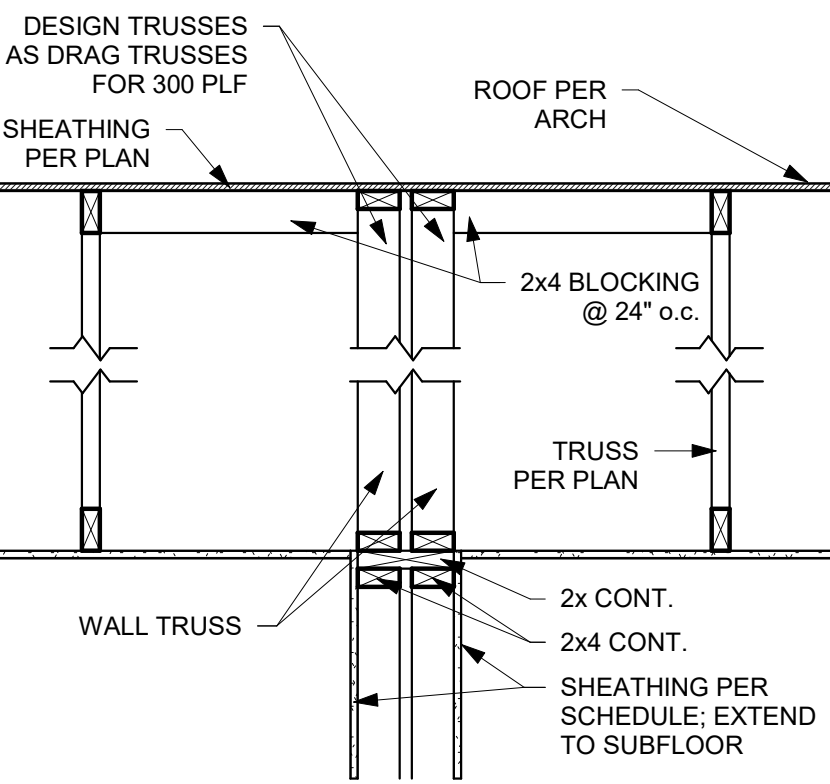 DESIGN TRUSSES
AS DRAG TRUSSES
FOR 300 PLF
ROOF PER
ARCH
SHEATHING
PER PLAN
2x4 BLOCKING
@ 24" o.c.
TRUSS
PER PLAN
WALL TRUSS
2x CONT.
2x4 CONT.
SHEATHING PER
SCHEDULE; EXTEND
TO SUBFLOOR